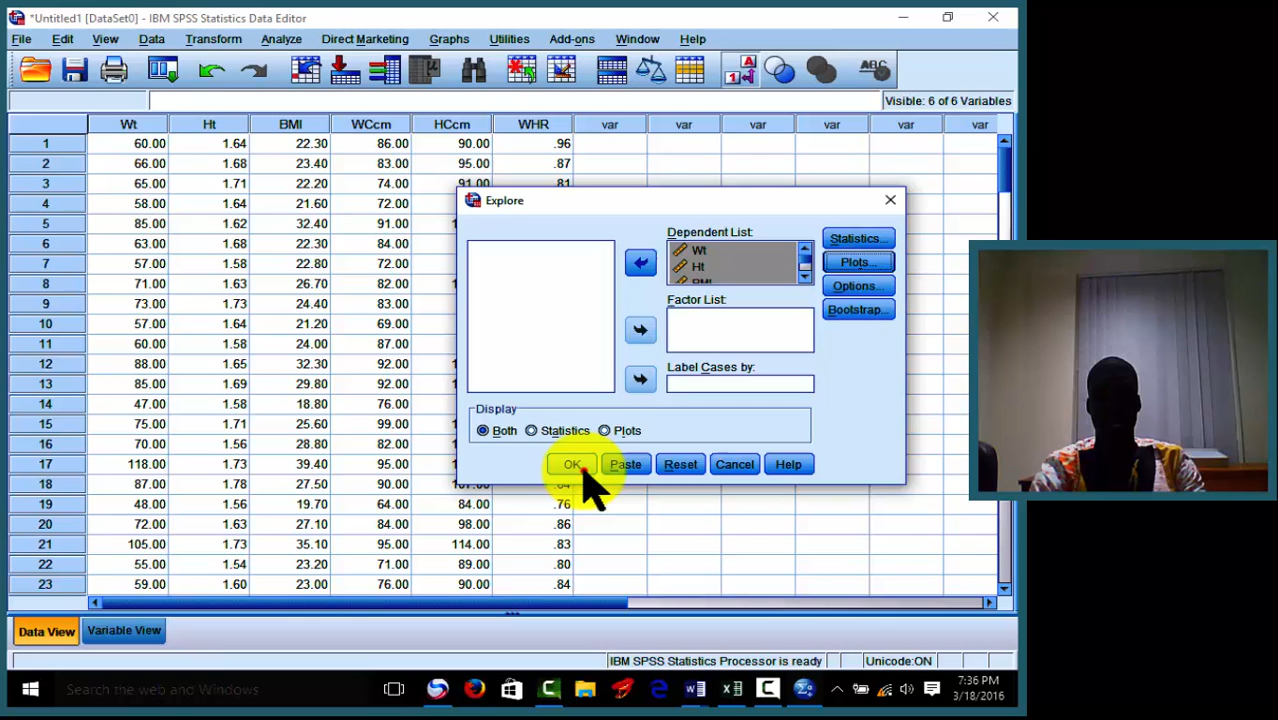 *Untitled1 [DataSet0] - IBM SPSS Statistics Data Editor
File Edit View Data Transform Analyze Direct Marketing Graphs Utilities Add-ons Window Help
Visible: 6 of 6 Variables
Wt Ht BMI WCcm HCcm WHR var var var var var var
1 60.00 1.64 22.30 86.00 90.00 .96
2 66.00 1.68 23.40 83.00 95.00 .87
3 65.00 1.71 22.20 74.00 91.00 .81
4 58.00 1.64 21.60 72.00
5 85.00 1.62 32.40 91.00
6 63.00 1.68 22.30 84.00
7 57.00 1.58 22.80 72.00
8 71.00 1.63 26.70 82.00
9 73.00 1.73 24.40 83.00
10 57.00 1.64 21.20 69.00
11 60.00 1.58 24.00 87.00
12 88.00 1.65 32.30 92.00
13 85.00 1.69 29.80 92.00
14 47.00 1.58 18.80 76.00
15 75.00 1.71 25.60 99.00
16 70.00 1.56 28.80 82.00
17 118.00 1.73 39.40 95.00
18 87.00 1.78 27.50 90.00
19 48.00 1.56 19.70 64.00 84.00 .76
20 72.00 1.63 27.10 84.00 98.00 .86
21 105.00 1.73 35.10 95.00 114.00 .83
22 55.00 1.54 23.20 71.00 89.00 .80
23 59.00 1.60 23.00 76.00 90.00 .84
Explore
Dependent List:
Wt
Ht
BMI
Factor List:
Label Cases by:
Statistics...
Plots...
Options...
Bootstrap...
Display
Both Statistics Plots
OK Paste Reset Cancel Help
Data View Variable View
IBM SPSS Statistics Processor is ready Unicode:ON
Search the web and Windows
7:36 PM
3/18/2016